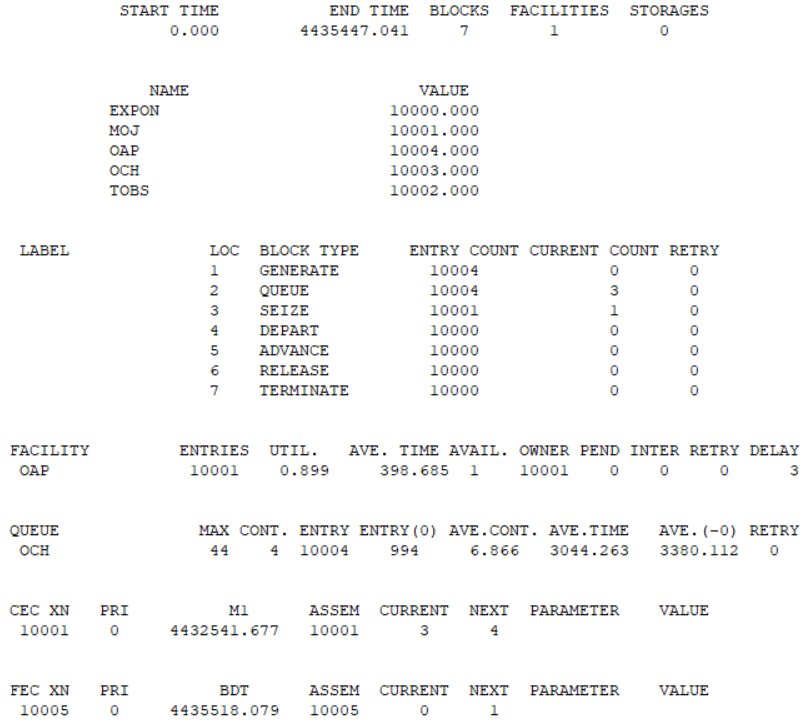 START TIME END TIME BLOCKS FACILITIES STORAGES
0.000 4435447.041 7 1 0
NAME VALUE
EXPON 10000.000
MOJ 10001.000
OAP 10004.000
OCH 10003.000
TOBS 10002.000
LABEL LOC BLOCK TYPE ENTRY COUNT CURRENT COUNT RETRY
1 GENERATE 10004 0 0
2 QUEUE 10004 3 0
3 SEIZE 10001 1 0
4 DEPART 10000 0 0
5 ADVANCE 10000 0 0
6 RELEASE 10000 0 0
7 TERMINATE 10000 0 0
FACILITY ENTRIES UTIL. AVE. TIME AVAIL. OWNER PEND INTER RETRY DELAY
OAP 10001 0.899 398.685 1 10001 0 0 0 3
QUEUE MAX CONT. ENTRY ENTRY(0) AVE.CONT. AVE.TIME AVE.(-0) RETRY
OCH 44 4 10004 994 6.866 3044.263 3380.112 0
CEC XN PRI M1 ASSEM CURRENT NEXT PARAMETER VALUE
10001 0 4432541.677 10001 3 4
FEC XN PRI BDT ASSEM CURRENT NEXT PARAMETER VALUE
10005 0 4435518.079 10005 0 1